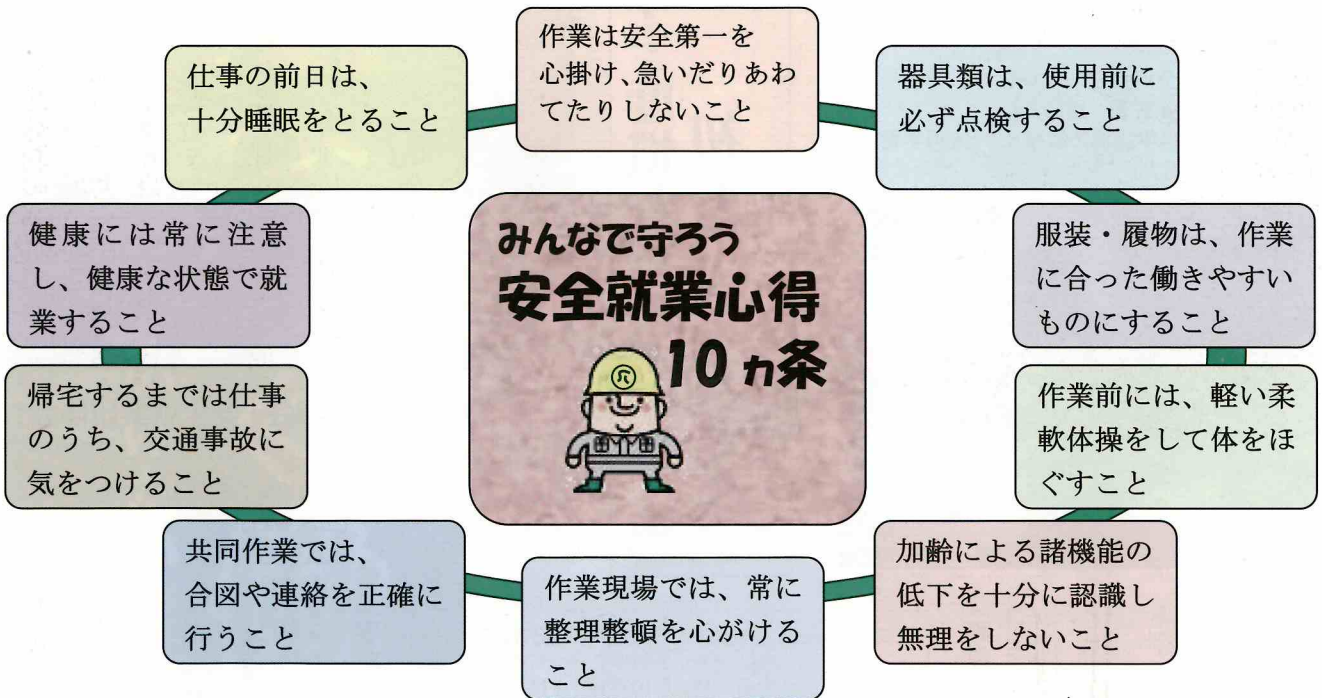 みんなで守ろう
安全就業心得
10ヵ条
作業は安全第一を
心掛け、急いだりあわ
てたりしないこと
器具類は、使用前に
必ず点検すること
服装・履物は、作業
に合った働きやすい
ものにすること
作業前には、軽い柔
軟体操をして体をほ
ぐすこと
加齢による諸機能の
低下を十分に認識し
無理をしないこと
作業現場では、常に
整理整頓を心がける
こと
共同作業では、
合図や連絡を正確に
行うこと
帰宅するまでは仕事
のうち、交通事故に
気をつけること
健康には常に注意
し、健康な状態で就
業すること
仕事の前日は、
十分睡眠をとること